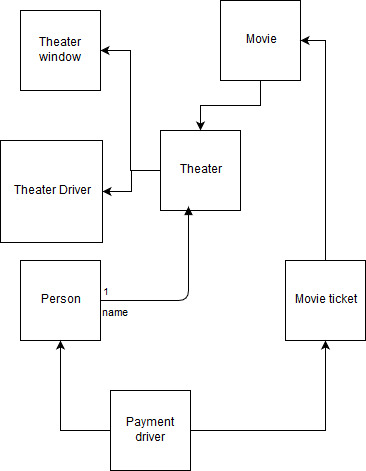 Theater
window
Movie
Theater
Theater Driver
Person
1
name
Movie ticket
Payment
driver